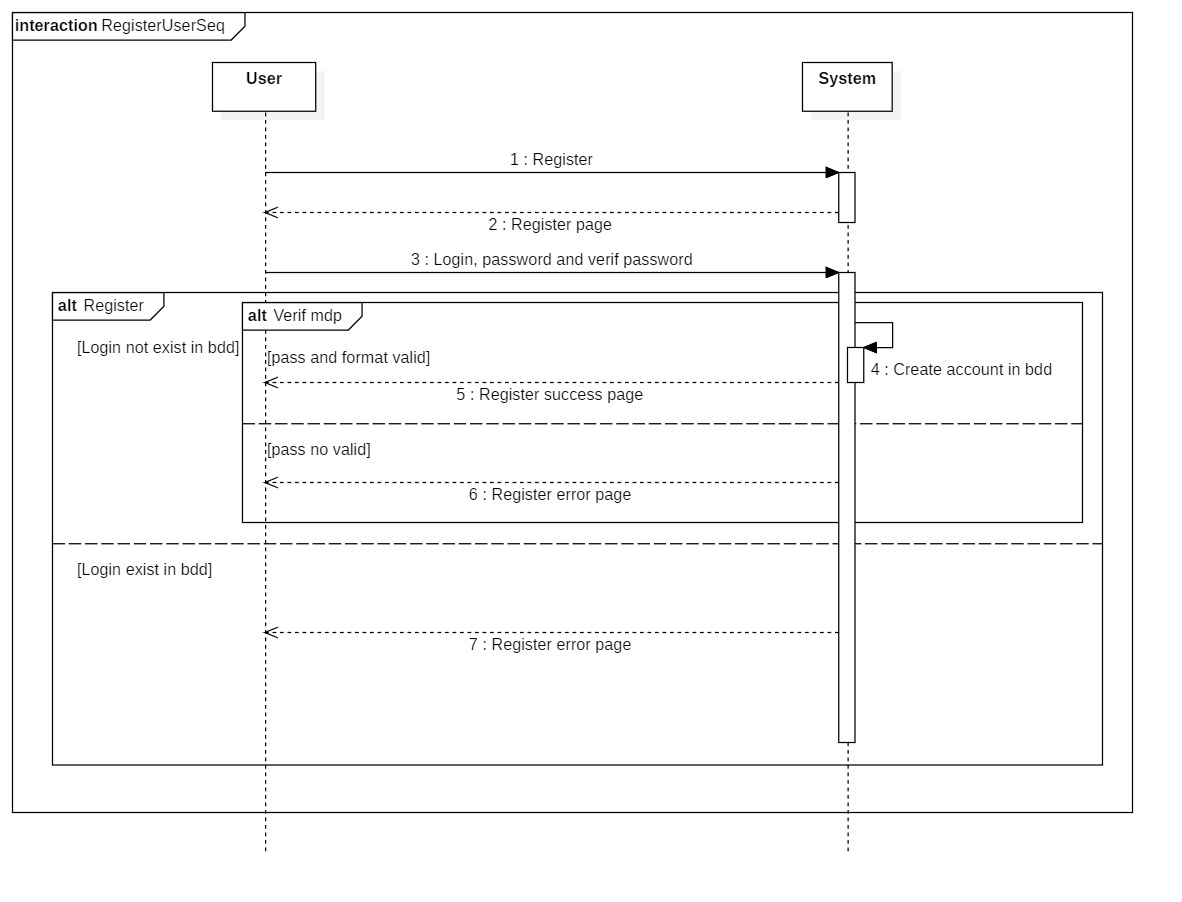 interaction RegisterUserSeq
User
System
1 : Register
2 : Register page
3 : Login, password and verif password
alt Register
alt Verif mdp
[Login not exist in bdd]
[pass and format valid]
4 : Create account in bdd
5 : Register success page
[pass no valid]
6 : Register error page
[Login exist in bdd]
7 : Register error page